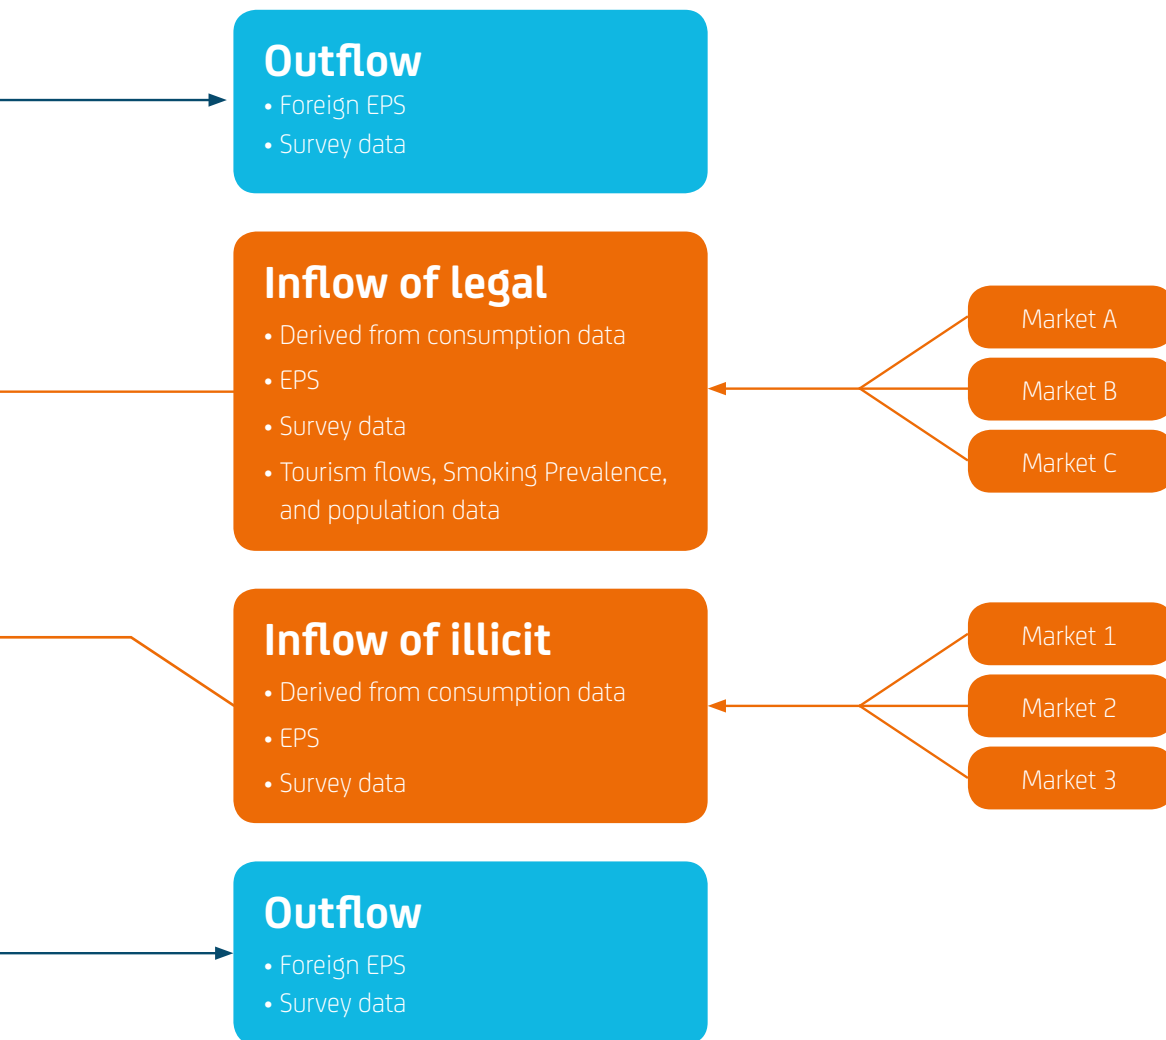 Outflow
• Foreign EPS
• Survey data
Inflow of legal
• Derived from consumption data
• EPS
• Survey data
• Tourism flows, Smoking Prevalence,
and population data
Market A
Market B
Market C
Inflow of illicit
• Derived from consumption data
• EPS
• Survey data
Market 1
Market 2
Market 3
Outflow
• Foreign EPS
• Survey data